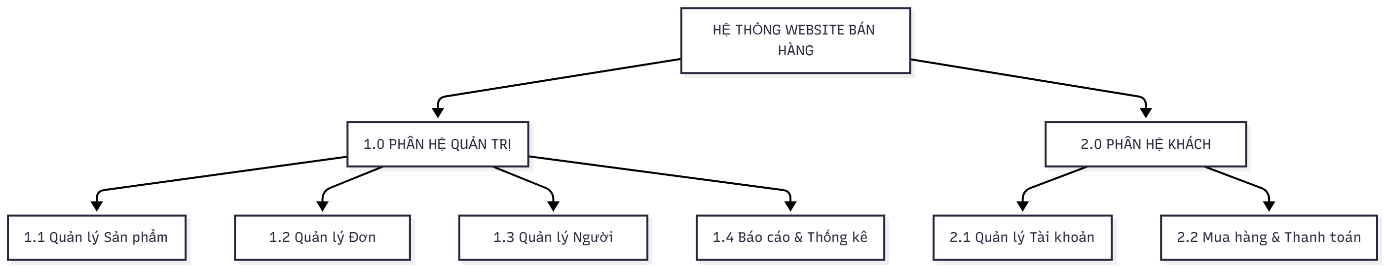 HỆ THỐNG WEBSITE BÁN
HÀNG
1.0 PHÂN HỆ QUẢN TRỊ
2.0 PHÂN HỆ KHÁCH
1.1 Quản lý Sản phẩm
1.2 Quản lý Đơn
1.3 Quản lý Người
1.4 Báo cáo & Thống kê
2.1 Quản lý Tài khoản
2.2 Mua hàng & Thanh toán